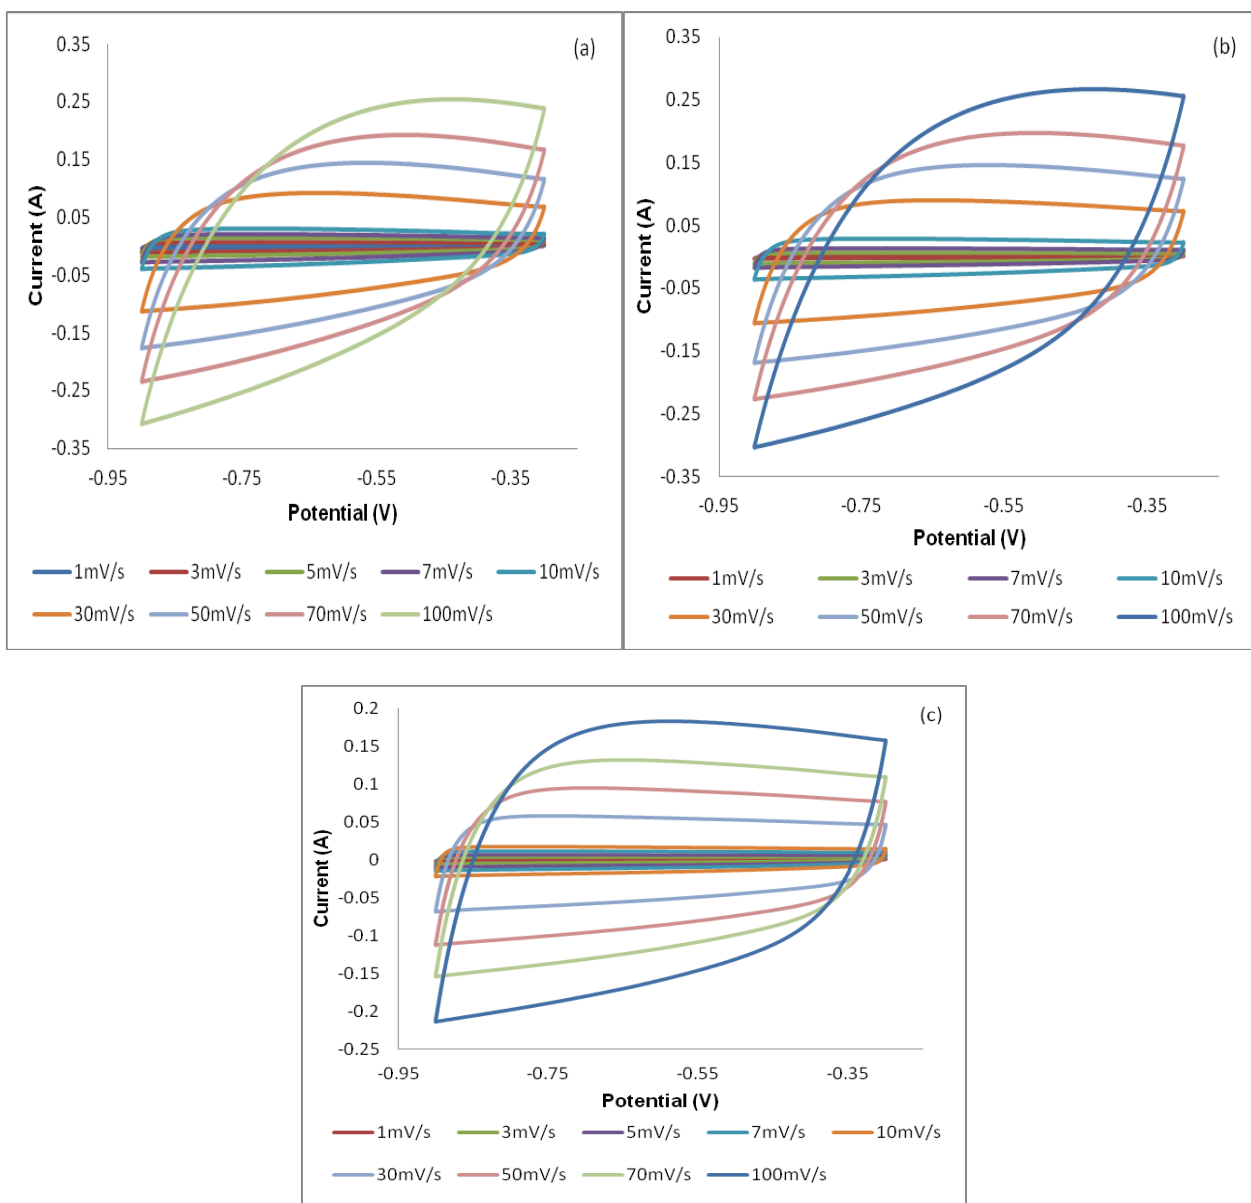 (a)
0.35
0.25
0.15
0.05
-0.05
-0.15
-0.25
-0.35
Current (A)
-0.95 -0.75 -0.55 -0.35
Potential (V)
1mV/s 3mV/s 5mV/s 7mV/s 10mV/s
30mV/s 50mV/s 70mV/s 100mV/s
(b)
0.35
0.25
0.15
0.05
-0.05
-0.15
-0.25
-0.35
Current (A)
-0.95 -0.75 -0.55 -0.35
Potential (V)
1mV/s 3mV/s 7mV/s 10mV/s
30mV/s 50mV/s 70mV/s 100mV/s
(c)
0.2
0.15
0.1
0.05
0
-0.05
-0.1
-0.15
-0.2
-0.25
Current (A)
-0.95 -0.75 -0.55 -0.35
Potential (V)
1mV/s 3mV/s 5mV/s 7mV/s 10mV/s
30mV/s 50mV/s 70mV/s 100mV/s